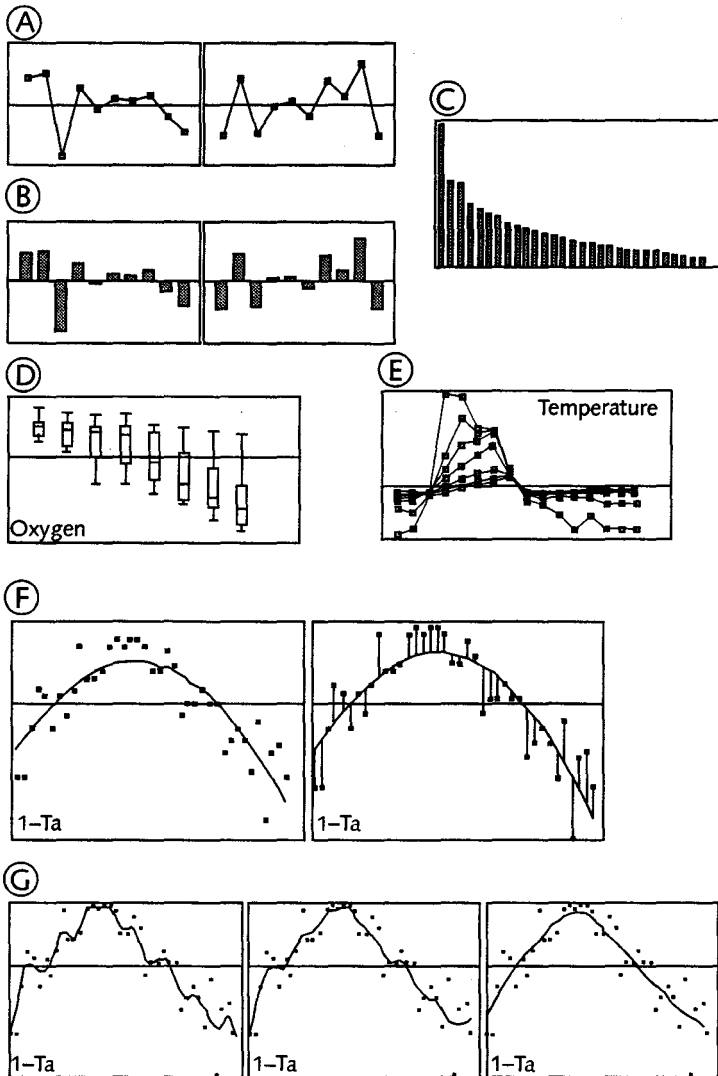 A
C
B
D
E
Temperature
Oxygen
F
1-Ta
1-Ta
G
1-Ta
1-Ta
1-Ta